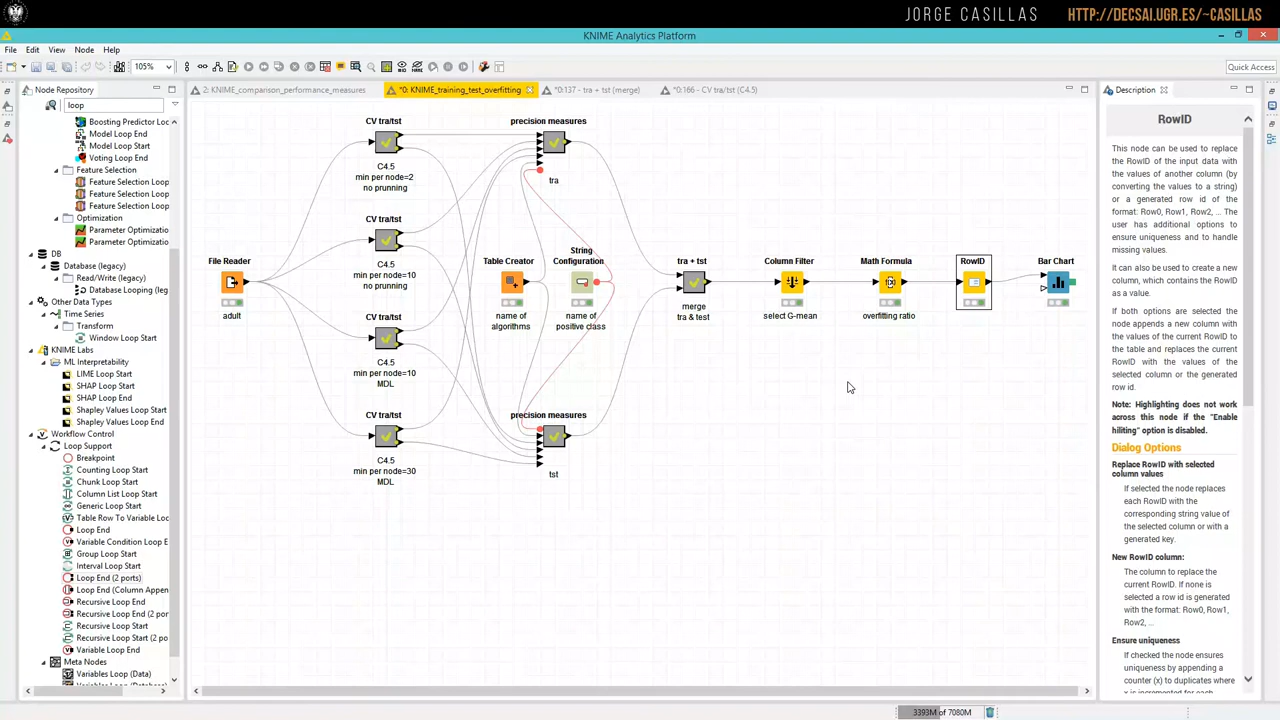 JORGE CASILLAS
HTTP://DECSAI.UGR.ES/~CASILLAS
KNIME Analytics Platform
File Edit View Node Help
105%
Quick Access
Node Repository
2: KNIME_comparison_performance_measures
*0: KNIME_training_test_overfitting
*0:137 - tra + tst (merge)
*0:166 - CV tra/tst (C4.5)
Description
loop
Boosting Predictor Lo
Model Loop End
Model Loop Start
Voting Loop End
Feature Selection
Feature Selection Loop
Feature Selection Loop
Feature Selection Loop
Optimization
Parameter Optimizatio
Parameter Optimizatio
DB
Database (legacy)
Read/Write (legacy)
Database Looping (leg
Other Data Types
Time Series
Transform
Window Loop Start
KNIME Labs
ML Interpretability
LIME Loop Start
SHAP Loop Start
SHAP Loop End
Shapley Values Loop Start
Shapley Values Loop End
Workflow Control
Loop Support
Breakpoint
Counting Loop Start
Chunk Loop Start
Column List Loop Start
Generic Loop Start
Table Row To Variable Loo
Loop End
Variable Condition Loop E
Group Loop Start
Interval Loop Start
Loop End (2 ports)
Loop End (Column Appen
Recursive Loop End
Recursive Loop End (2 por
Recursive Loop Start
Recursive Loop Start (2 po
Variable Loop End
Meta Nodes
Variables Loop (Data)
File Reader
adult
CV tra/tst
C4.5
min per node=2
no prunning
CV tra/tst
C4.5
min per node=10
no prunning
CV tra/tst
C4.5
min per node=10
MDL
CV tra/tst
C4.5
min per node=30
MDL
precision measures
tra
Table Creator
name of
algorithms
String
Configuration
name of
positive class
precision measures
tst
tra + tst
merge
tra & test
Column Filter
select G-mean
Math Formula
overfitting ratio
RowID
Bar Chart
RowID
This node can be used to replace
the RowID of the input data with
the values of another column (by
converting the values to a string)
or a generated row id of the
format: Row0, Row1, Row2, ... The
user has additional options to
ensure uniqueness and to handle
missing values.
It can also be used to create a new
column, which contains the RowID
as a value.
If both options are selected the
node appends a new column with
the values of the current RowID to
the table and replaces the current
RowID with the values of the
selected column or the generated
row id.
Note: Highlighting does not work
across this node if the "Enable
hiliting" option is disabled.
Dialog Options
Replace RowID with selected
column values
If selected the node replaces
each RowID with the
corresponding string value of
the selected column or with a
generated key.
New RowID column:
The column to replace the
current RowID. If none is
selected a row id is generated
with the format: Row0, Row1,
Row2, ...
Ensure uniqueness
If checked the node ensures
uniqueness by appending a
counter (x) to duplicates where
3393M of 7080M